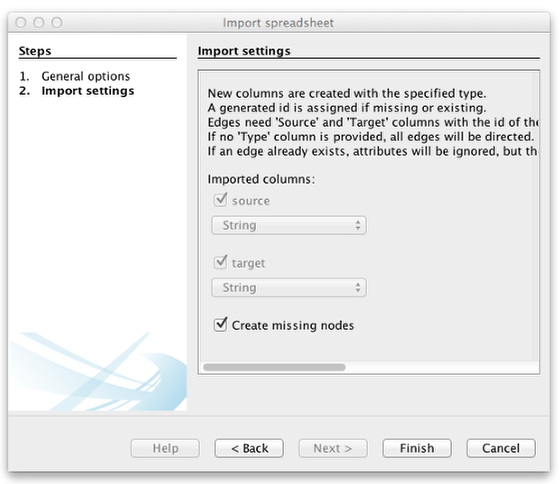 Import spreadsheet
Steps
1. General options
2. Import settings
Import settings
New columns are created with the specified type.
A generated id is assigned if missing or existing.
Edges need 'Source' and 'Target' columns with the id of the
If no 'Type' column is provided, all edges will be directed.
If an edge already exists, attributes will be ignored, but the
Imported columns:
source
String
target
String
Create missing nodes
Help
< Back
Next >
Finish
Cancel